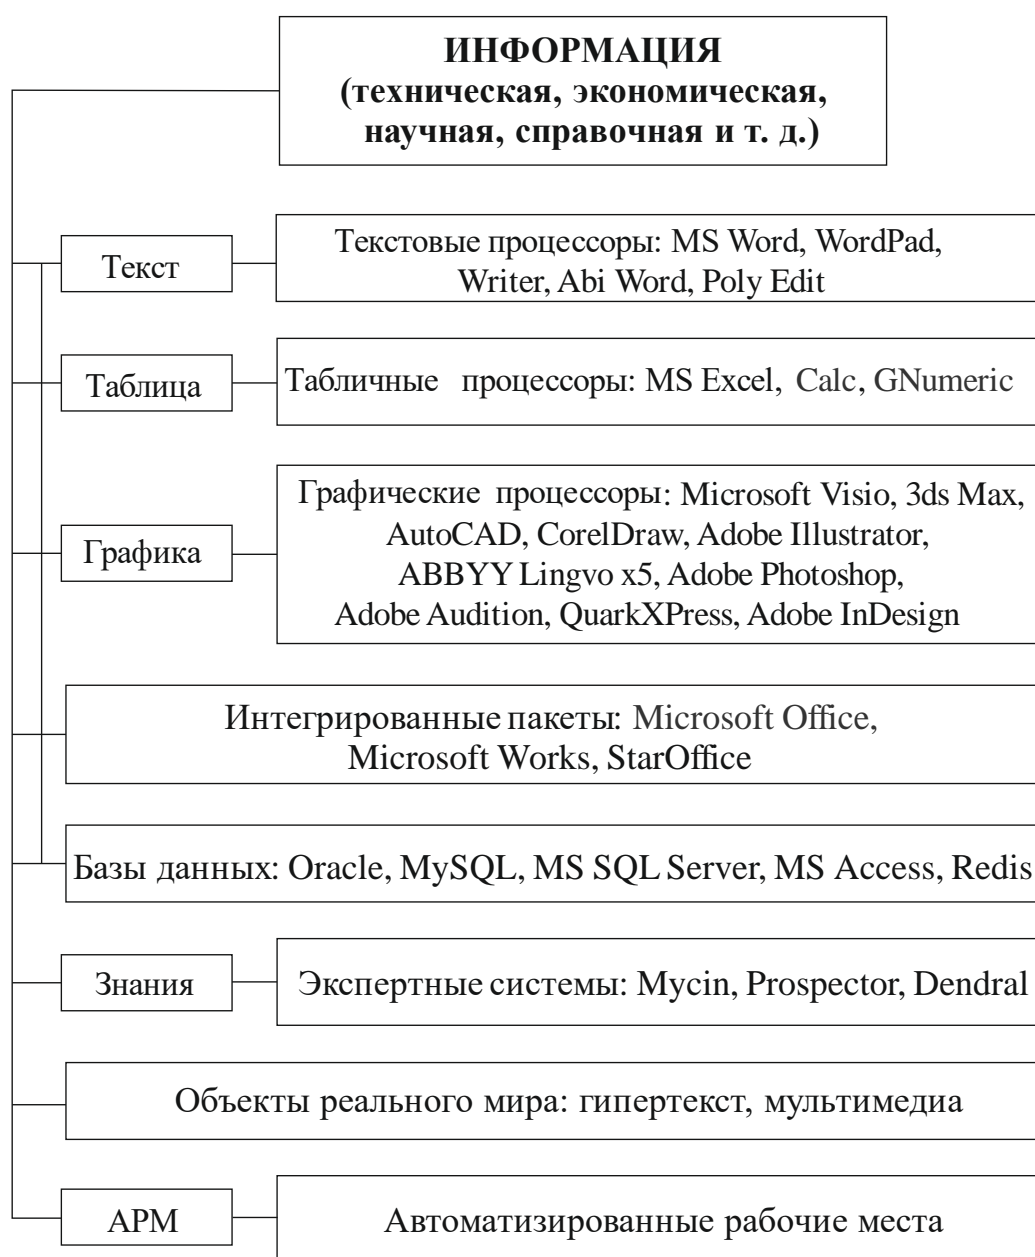 ИНФОРМАЦИЯ
(техническая, экономическая,
научная, справочная и т. д.)
Текст
Текстовые процессоры: MS Word, WordPad,
Writer, Abi Word, Poly Edit
Таблица
Табличные процессоры: MS Excel, Calc, GNumeric
Графика
Графические процессоры: Microsoft Visio, 3ds Max,
AutoCAD, CorelDraw, Adobe Illustrator,
ABBYY Lingvo x5, Adobe Photoshop,
Adobe Audition, QuarkXPress, Adobe InDesign
Интегрированные пакеты: Microsoft Office,
Microsoft Works, StarOffice
Базы данных: Oracle, MySQL, MS SQL Server, MS Access, Redis
Знания
Экспертные системы: Mycin, Prospector, Dendral
Объекты реального мира: гипертекст, мультимедиа
АРМ
Автоматизированные рабочие места